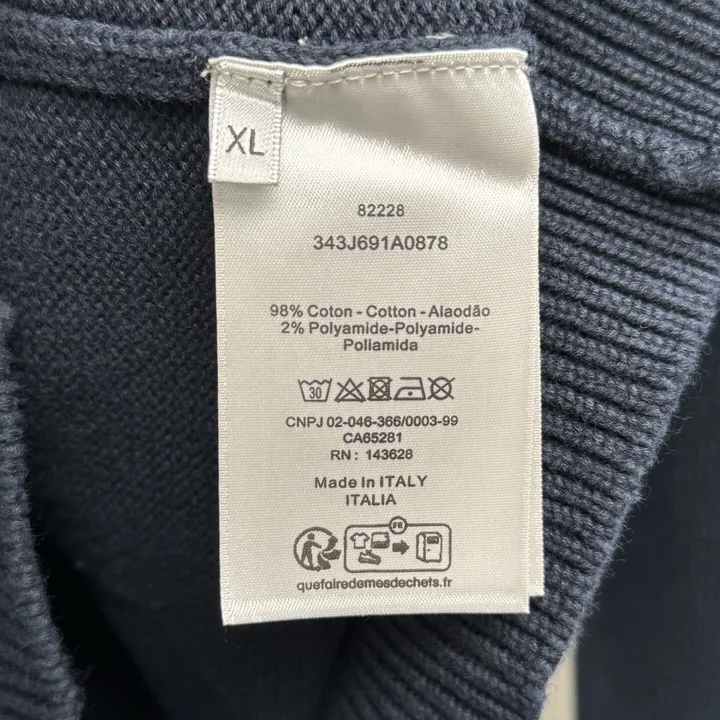 XL
82228
343J691A0878
98% Coton - Cotton - Alaodão
2% Polyamide-Polyamide-
Poliamida
30
CNPJ 02-046-366/0003-99
CA65281
RN : 143628
Made In ITALY
ITALIA
FR
quefairedemesdechets.fr